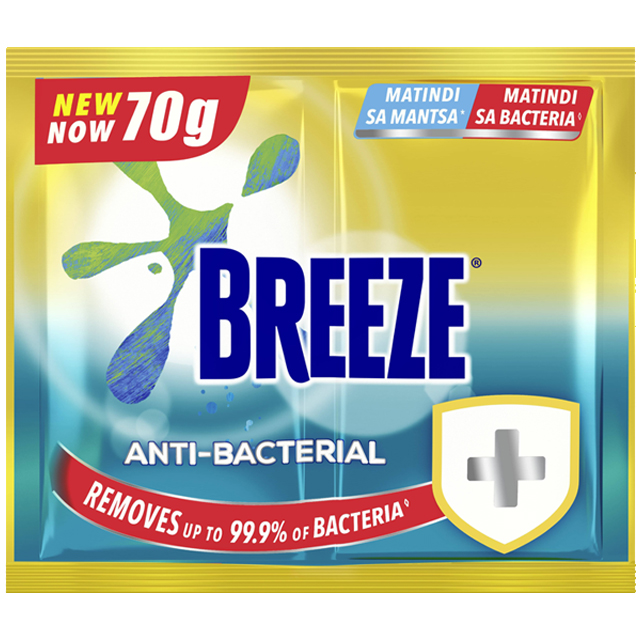 NEW
NOW 70g
MATINDI
SA MANTSA*
MATINDI
SA BACTERIA◊
BREEZE®
ANTI-BACTERIAL
REMOVES UP TO 99.9% OF BACTERIA◊